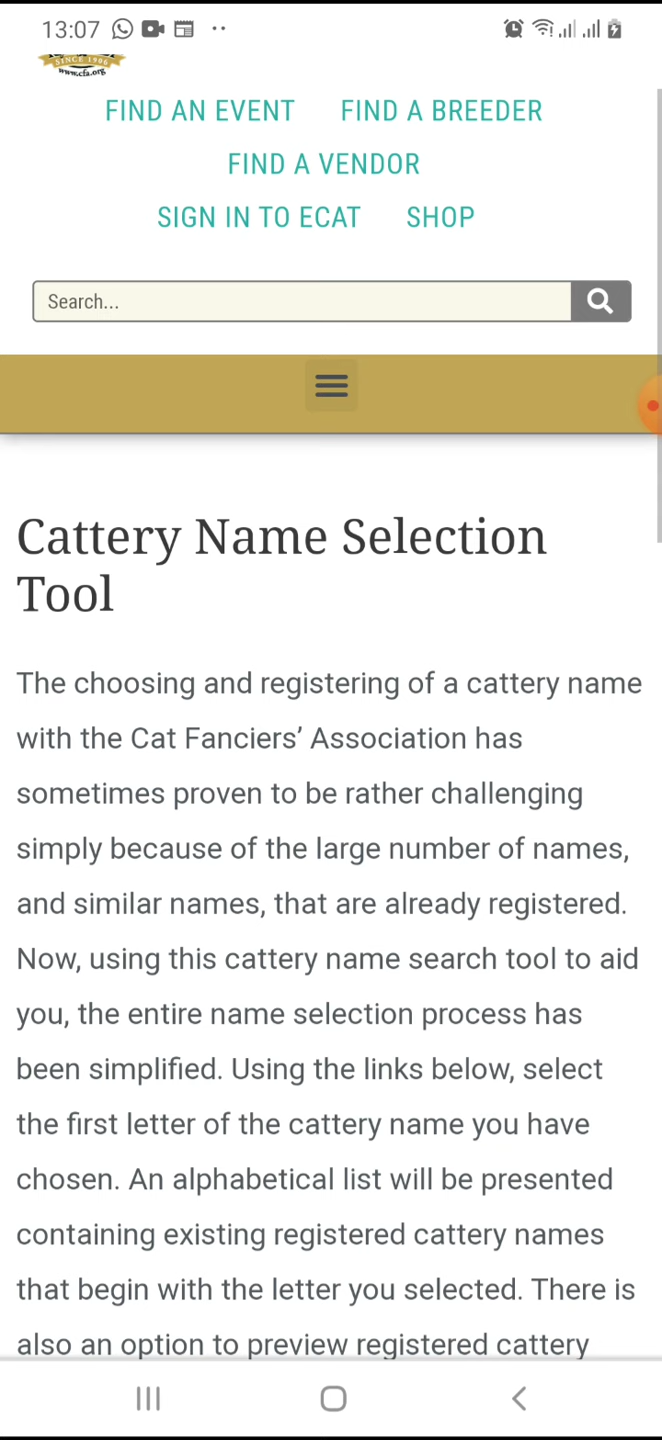 13:07
SINCE 1906
www.cfa.org
FIND AN EVENT FIND A BREEDER
FIND A VENDOR
SIGN IN TO ECAT SHOP
Search...
Cattery Name Selection
Tool
The choosing and registering of a cattery name
with the Cat Fanciers’ Association has
sometimes proven to be rather challenging
simply because of the large number of names,
and similar names, that are already registered.
Now, using this cattery name search tool to aid
you, the entire name selection process has
been simplified. Using the links below, select
the first letter of the cattery name you have
chosen. An alphabetical list will be presented
containing existing registered cattery names
that begin with the letter you selected. There is
also an option to preview registered cattery